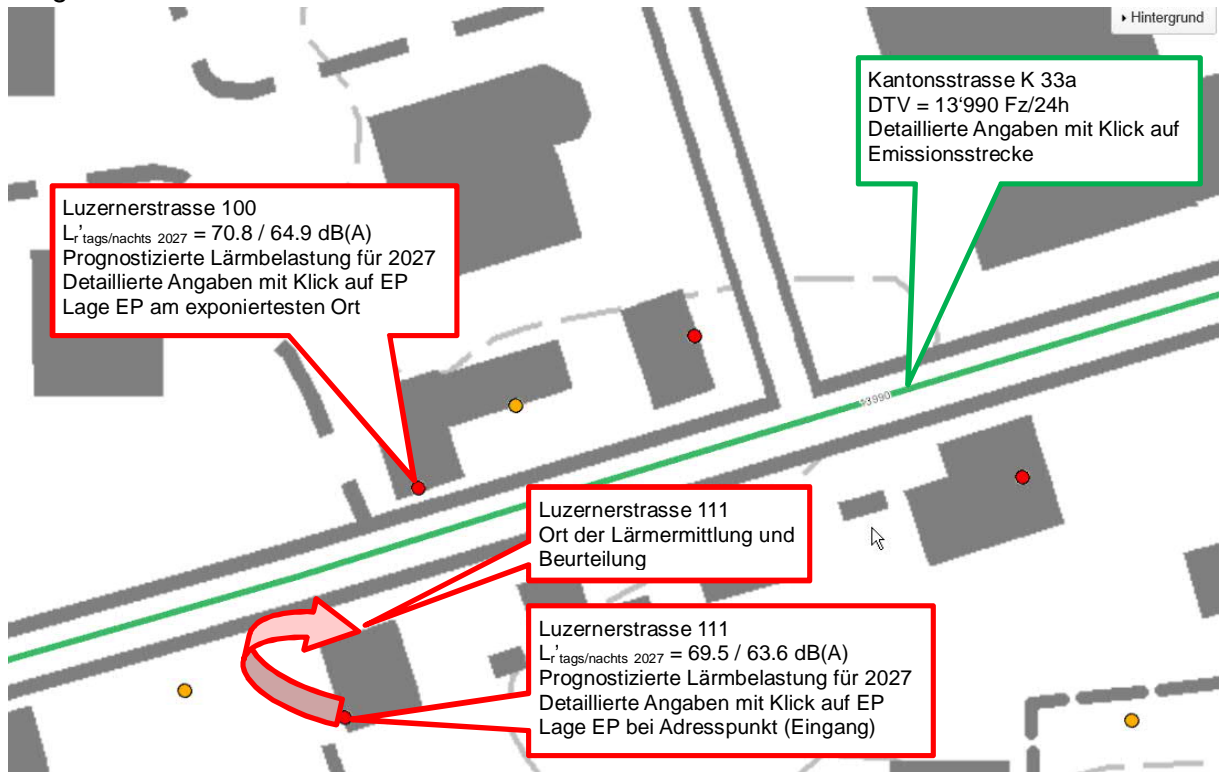 ▸ Hintergrund
Kantonsstrasse K 33a
DTV = 13‘990 Fz/24h
Detaillierte Angaben mit Klick auf
Emissionsstrecke
Luzernerstrasse 100
Lr’tags/nachts 2027 = 70.8 / 64.9 dB(A)
Prognostizierte Lärmbelastung für 2027
Detaillierte Angaben mit Klick auf EP
Lage EP am exponiertesten Ort
13990
Luzernerstrasse 111
Ort der Lärmermittlung und
Beurteilung
Luzernerstrasse 111
Lr’tags/nachts 2027 = 69.5 / 63.6 dB(A)
Prognostizierte Lärmbelastung für 2027
Detaillierte Angaben mit Klick auf EP
Lage EP bei Adresspunkt (Eingang)